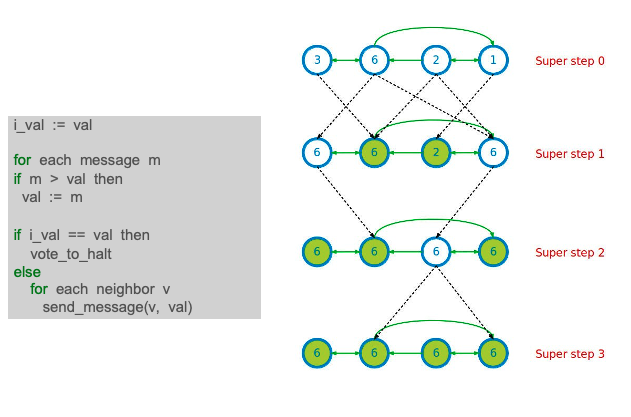 i_val := val
for each message m
if m > val then
val := m
if i_val == val then
vote_to_halt
else
for each neighbor v
send_message(v, val)
3 6 2 1 Super step 0
6 6 2 6 Super step 1
6 6 6 6 Super step 2
6 6 6 6 Super step 3